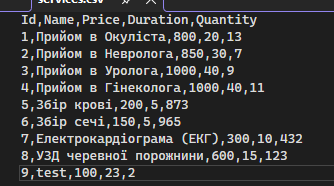 services.csv
Id,Name,Price,Duration,Quantity
1,Прийом в Окуліста,800,20,13
2,Прийом в Невролога,850,30,7
3,Прийом в Уролога,1000,40,9
4,Прийом в Гінеколога,1000,40,11
5,Збір крові,200,5,873
6,Збір сечі,150,5,965
7,Електрокардіограма (ЕКГ),300,10,432
8,УЗД черевної порожнини,600,15,123
9,test,100,23,2